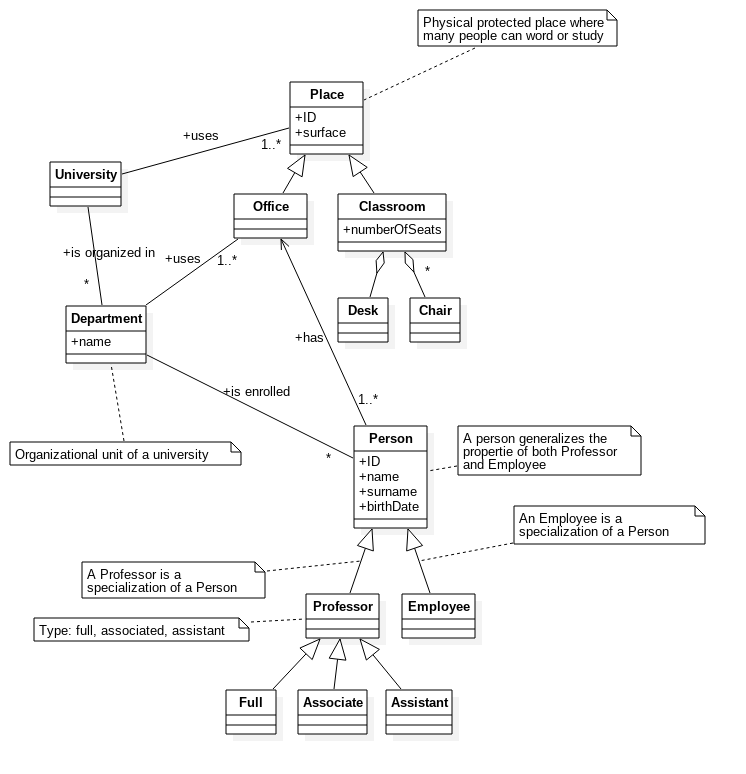 Physical protected place where
many people can word or study
Place
+ID
+surface
+uses
1..*
University
Office
Classroom
+numberOfSeats
+is organized in
+uses
1..*
*
*
Desk
Chair
Department
+name
+has
+is enrolled
1..*
*
Person
+ID
+name
+surname
+birthDate
A person generalizes the
propertie of both Professor
and Employee
Organizational unit of a university
An Employee is a
specialization of a Person
A Professor is a
specialization of a Person
Professor
Employee
Type: full, associated, assistant
Full
Associate
Assistant